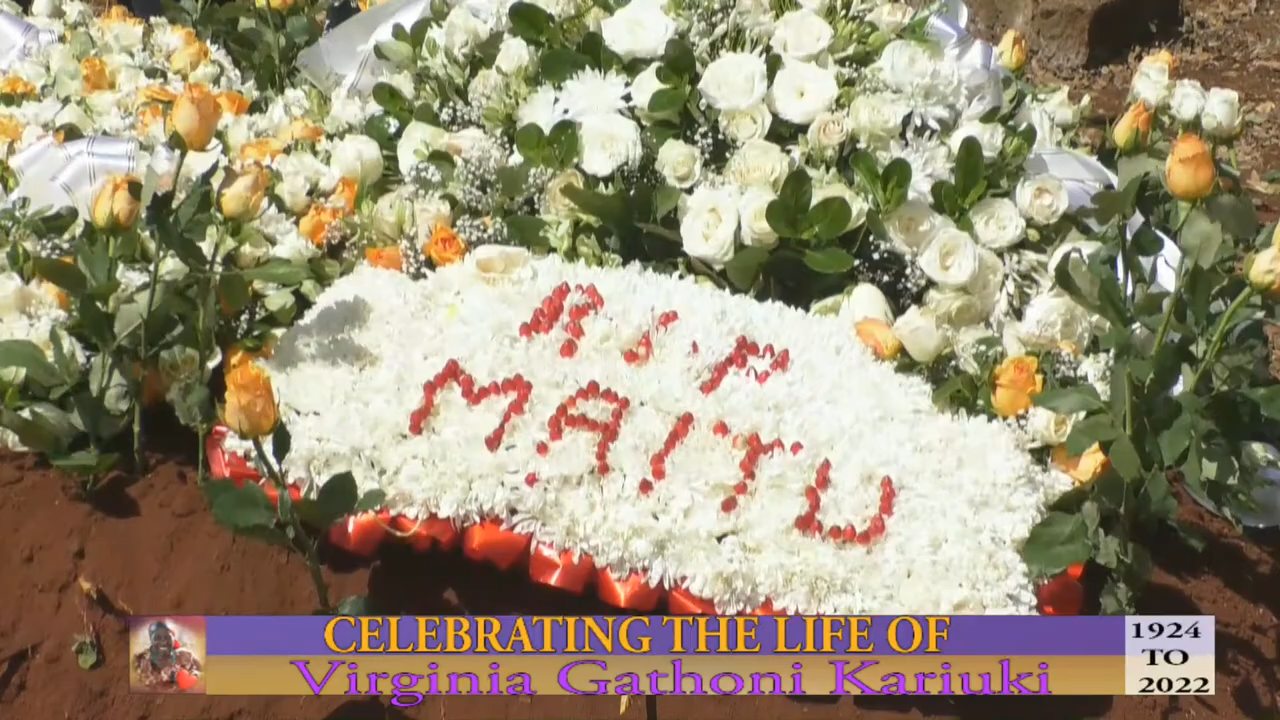 R.I.P
MAITU
CELEBRATING THE LIFE OF
Virginia Gathoni Kariuki
1924
TO
2022